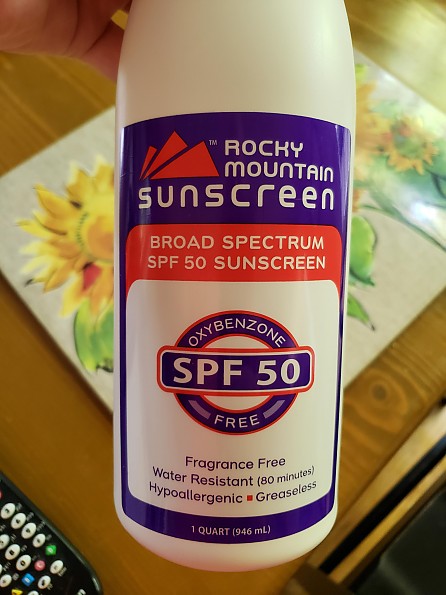 ROCKY
MOUNTAIN
sunscreen
TM
BROAD SPECTRUM
SPF 50 SUNSCREEN
OXYBENZONE
SPF 50
FREE
Fragrance Free
Water Resistant (80 minutes)
Hypoallergenic ▪ Greaseless
1 QUART (946 mL)